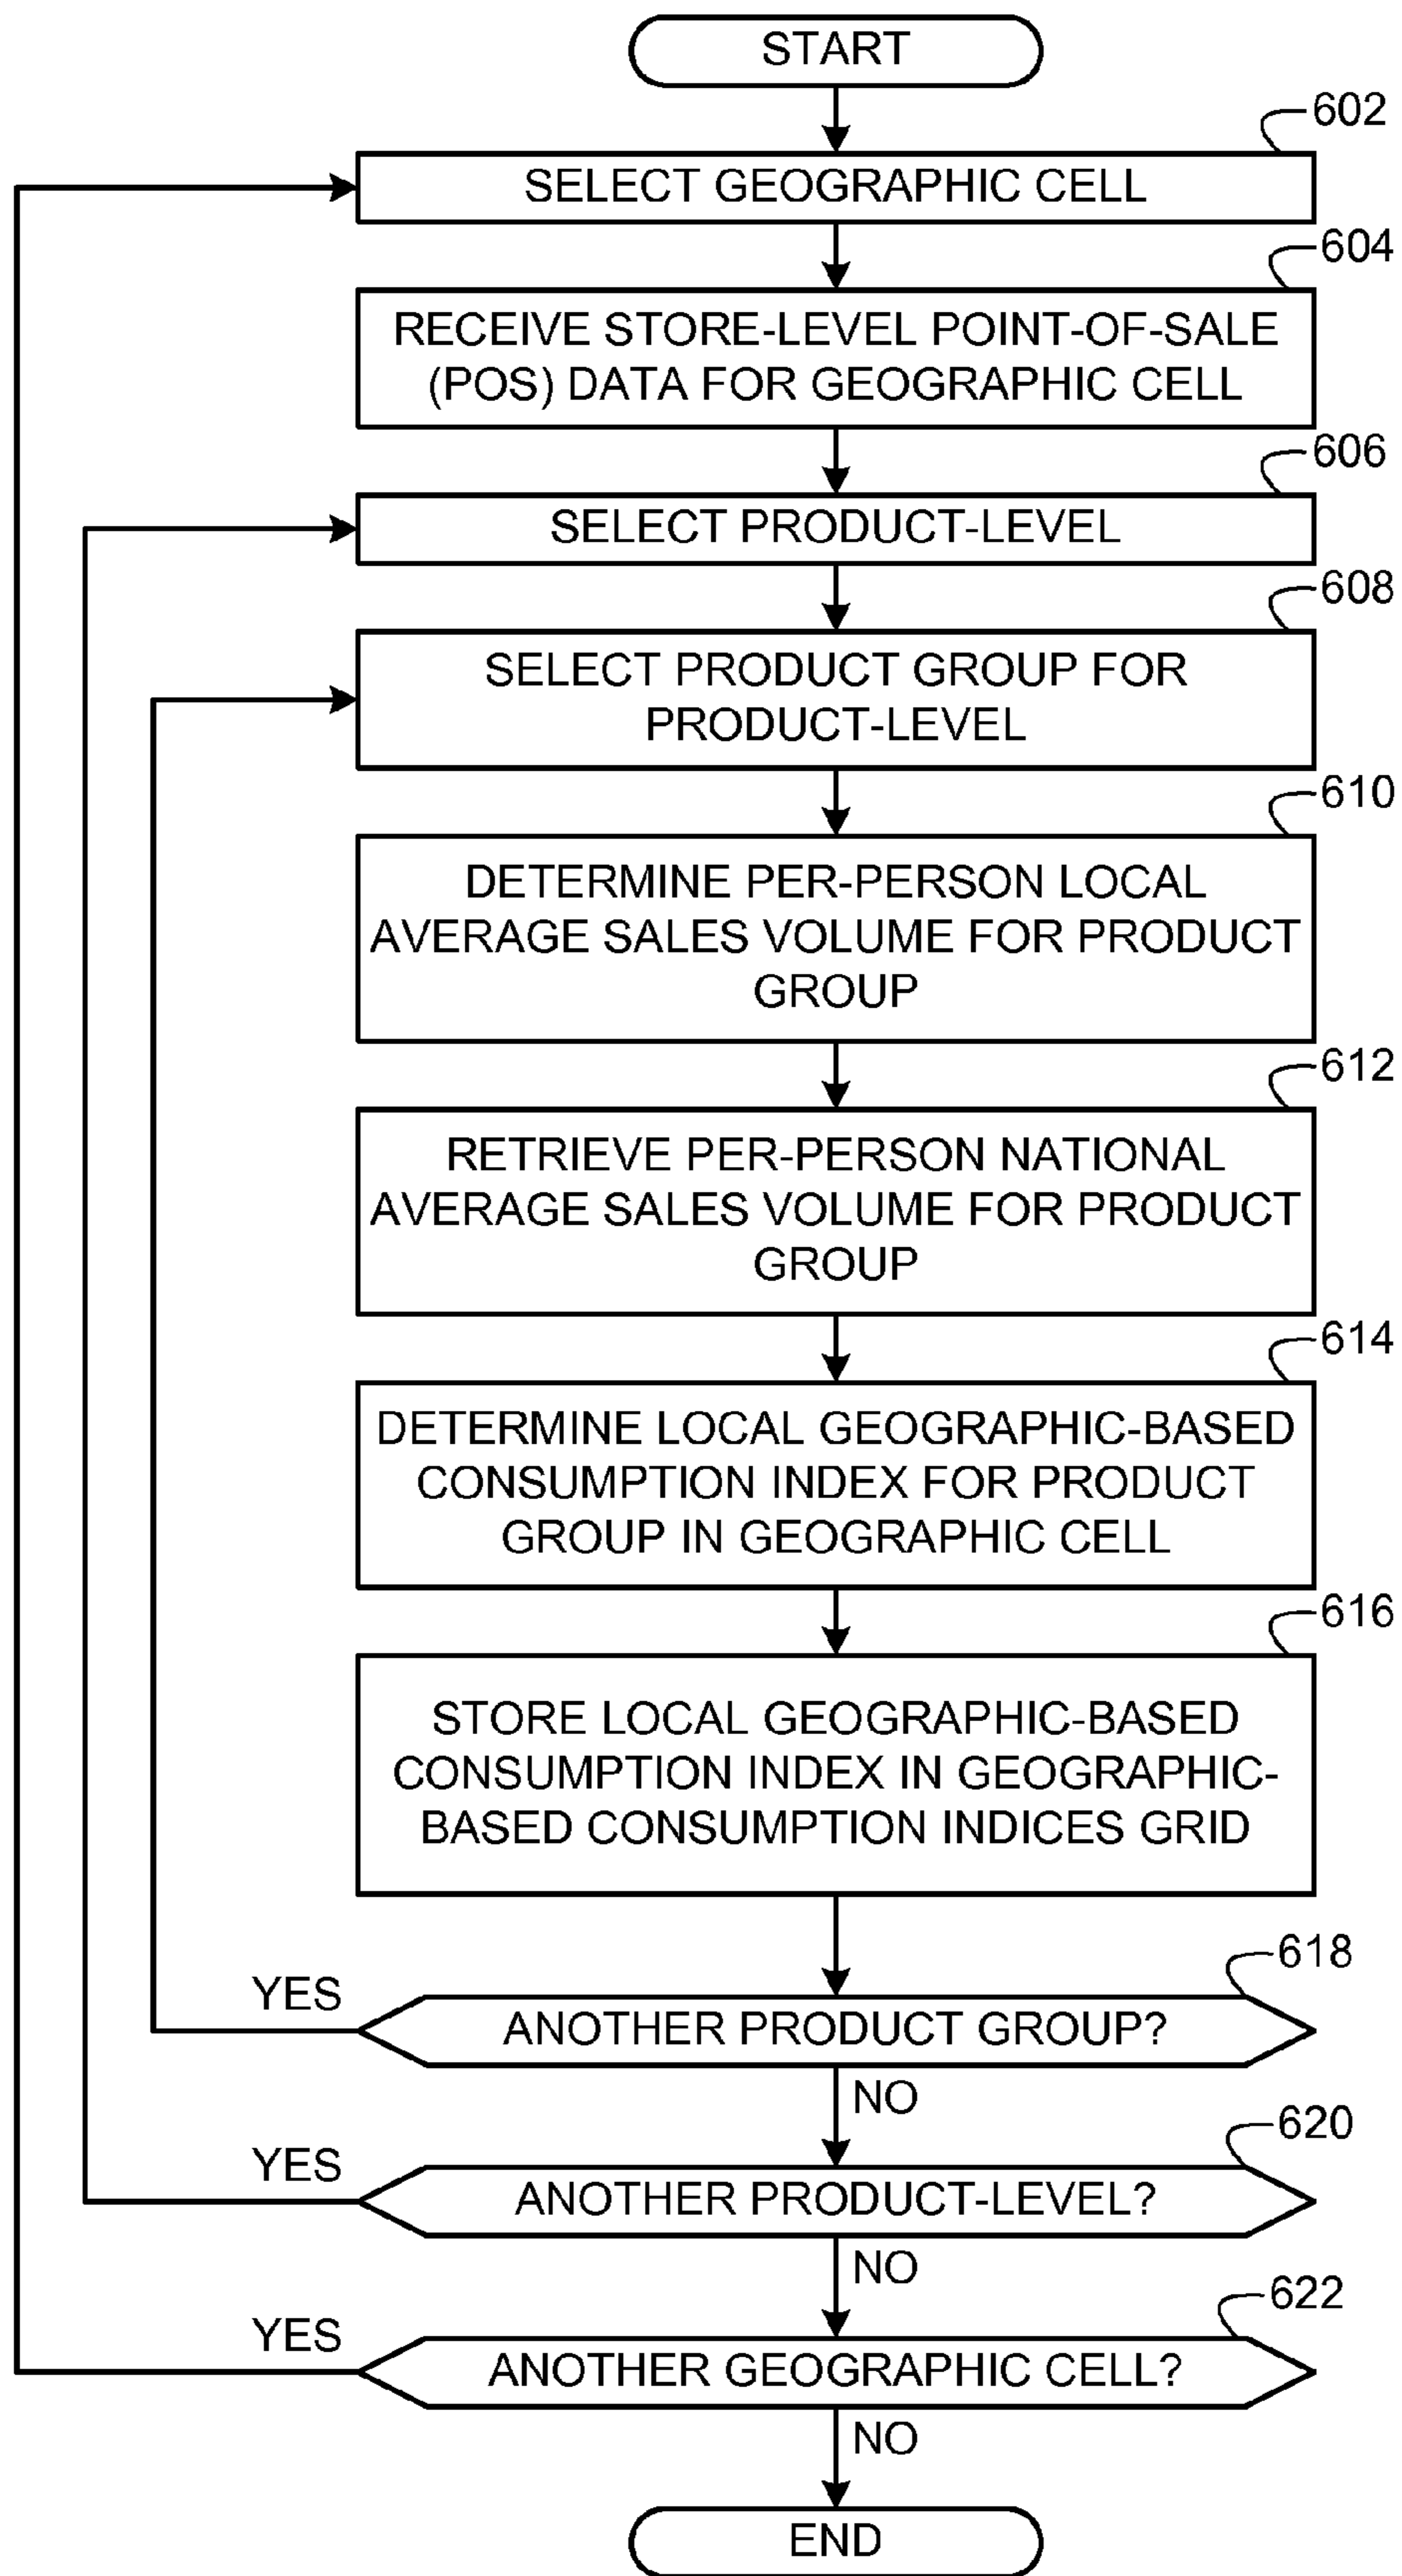 START
602
SELECT GEOGRAPHIC CELL
604
RECEIVE STORE-LEVEL POINT-OF-SALE
(POS) DATA FOR GEOGRAPHIC CELL
606
SELECT PRODUCT-LEVEL
608
SELECT PRODUCT GROUP FOR
PRODUCT-LEVEL
610
DETERMINE PER-PERSON LOCAL
AVERAGE SALES VOLUME FOR PRODUCT
GROUP
612
RETRIEVE PER-PERSON NATIONAL
AVERAGE SALES VOLUME FOR PRODUCT
GROUP
614
DETERMINE LOCAL GEOGRAPHIC-BASED
CONSUMPTION INDEX FOR PRODUCT
GROUP IN GEOGRAPHIC CELL
616
STORE LOCAL GEOGRAPHIC-BASED
CONSUMPTION INDEX IN GEOGRAPHIC-
BASED CONSUMPTION INDICES GRID
618
YES
ANOTHER PRODUCT GROUP?
NO
620
YES
ANOTHER PRODUCT-LEVEL?
NO
622
YES
ANOTHER GEOGRAPHIC CELL?
NO
END